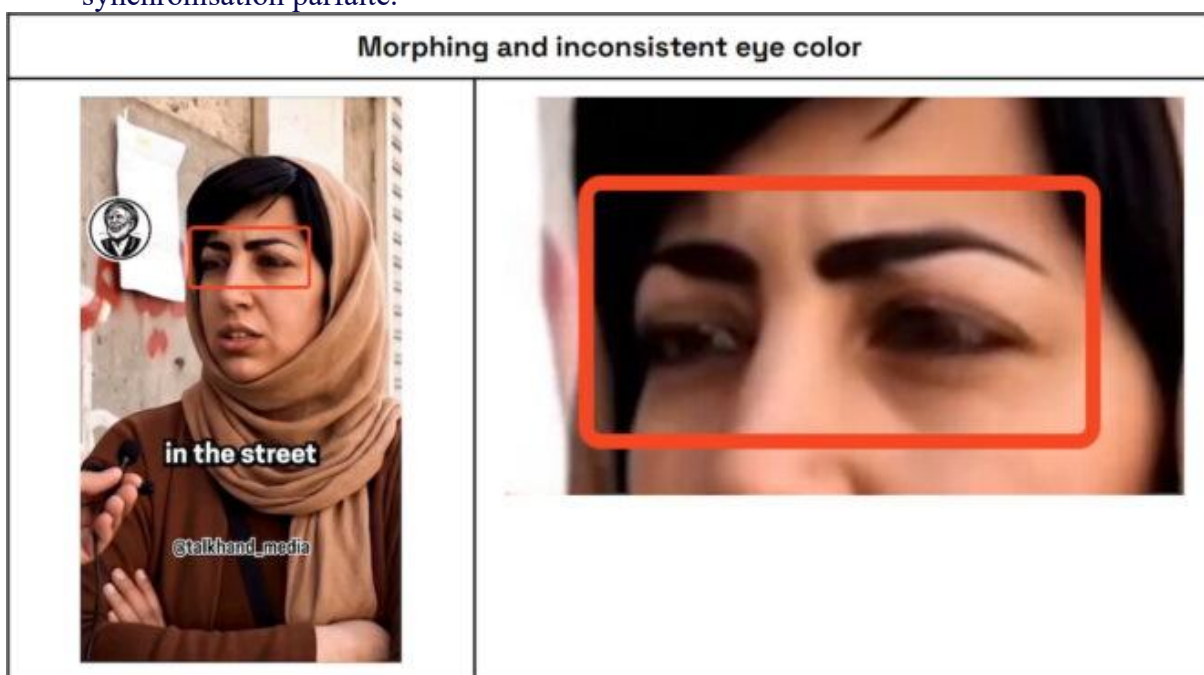 synchronisation parfaite.
Morphing and inconsistent eye color
in the street
@talkhand_media